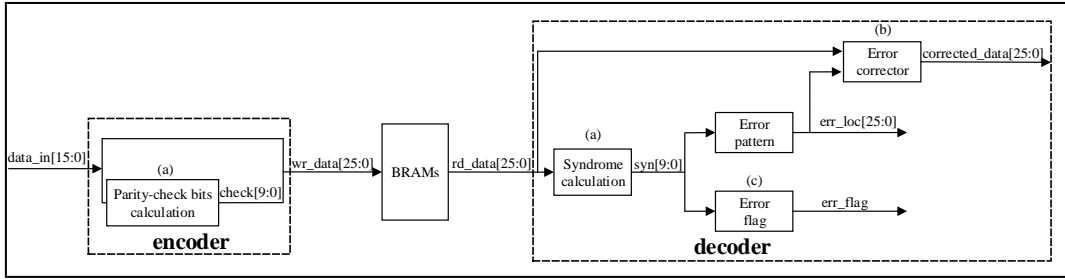 (b)
Error
corrector
corrected_data[25:0]
data_in[15:0]
(a)
Parity-check bits
calculation
check[9:0]
encoder
wr_data[25:0]
BRAMs
rd_data[25:0]
(a)
Syndrome
calculation
syn[9:0]
Error
pattern
err_loc[25:0]
(c)
Error
flag
err_flag
decoder